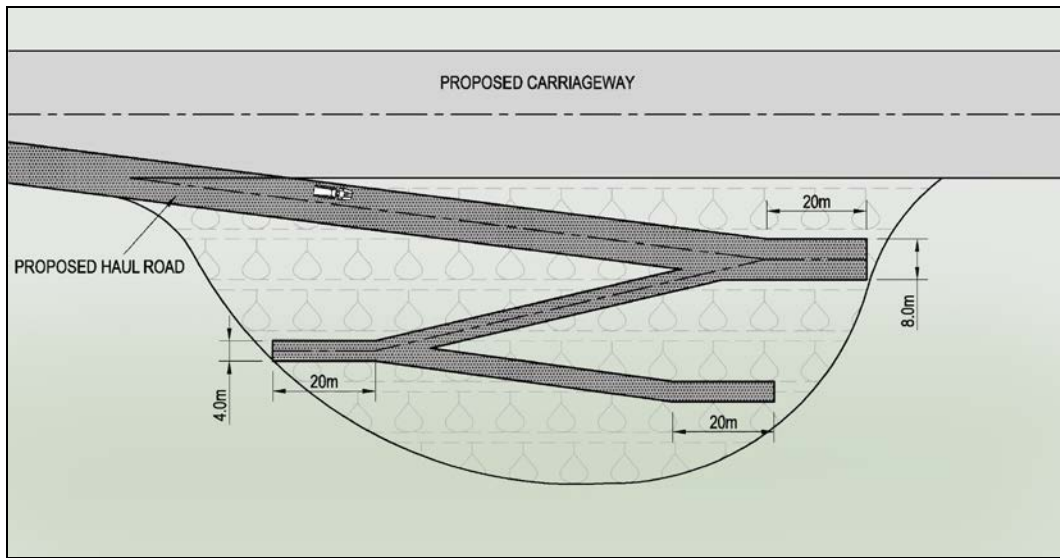 PROPOSED CARRIAGEWAY
20m
PROPOSED HAUL ROAD
8.0m
4.0m
20m
20m